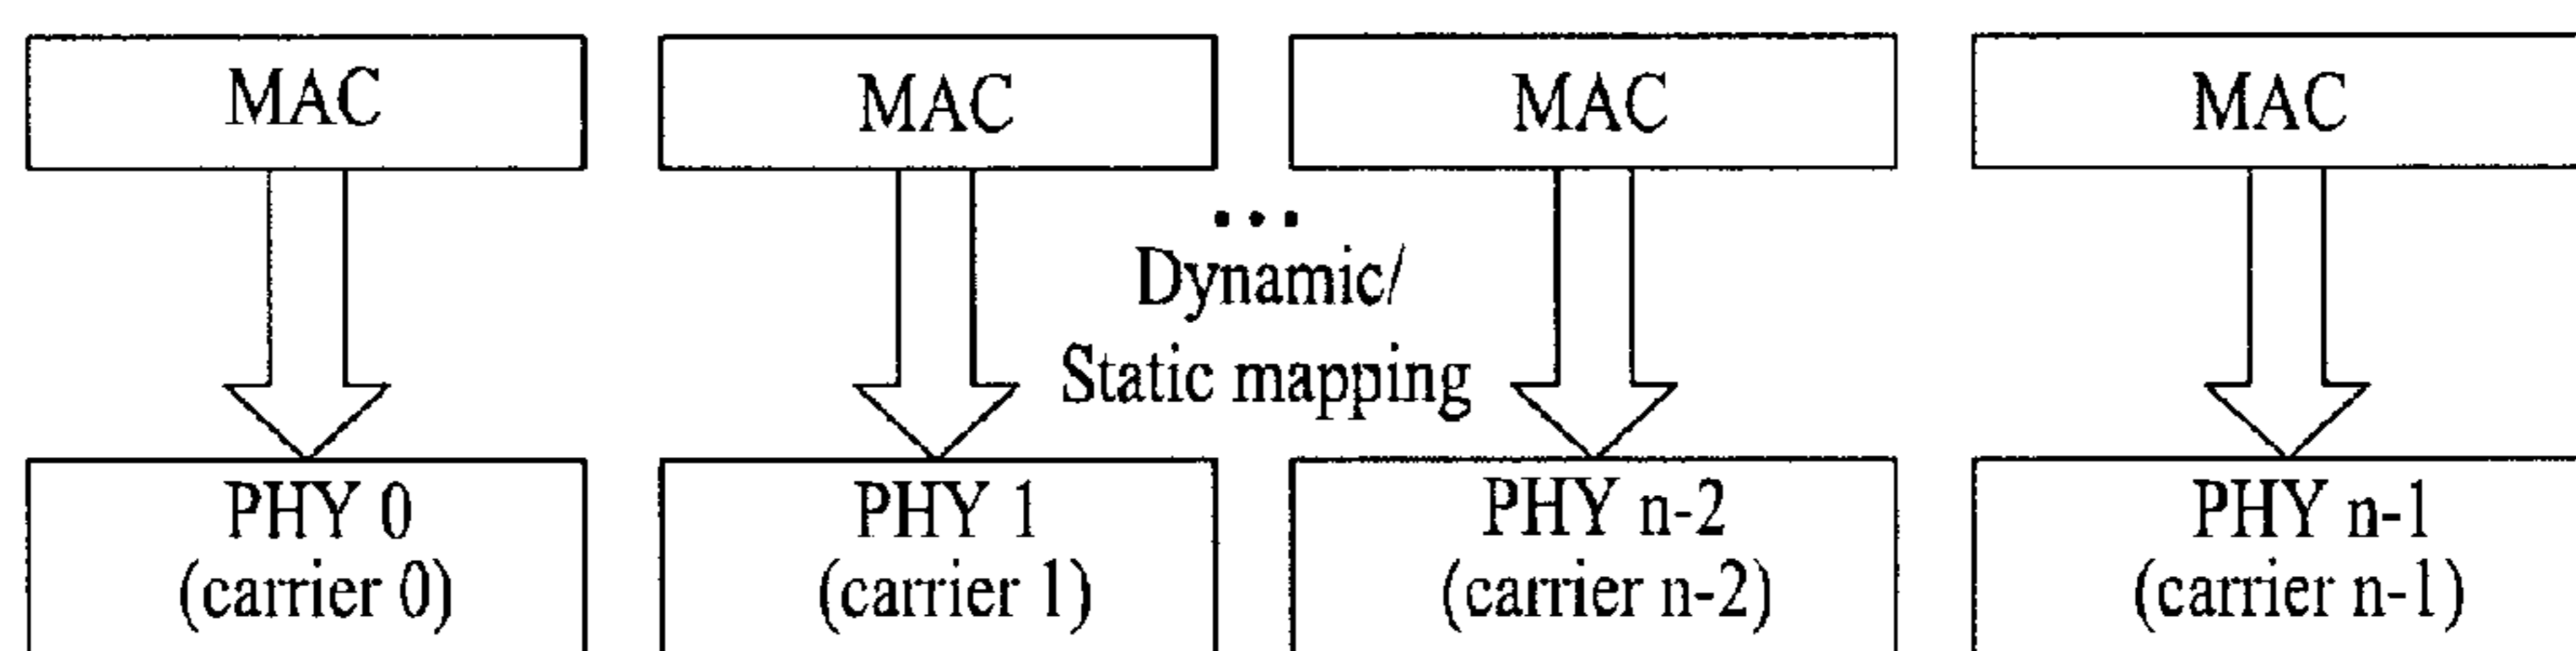 MAC
MAC
MAC
MAC
...
Dynamic/
Static mapping
PHY 0
(carrier 0)
PHY 1
(carrier 1)
PHY n-2
(carrier n-2)
PHY n-1
(carrier n-1)